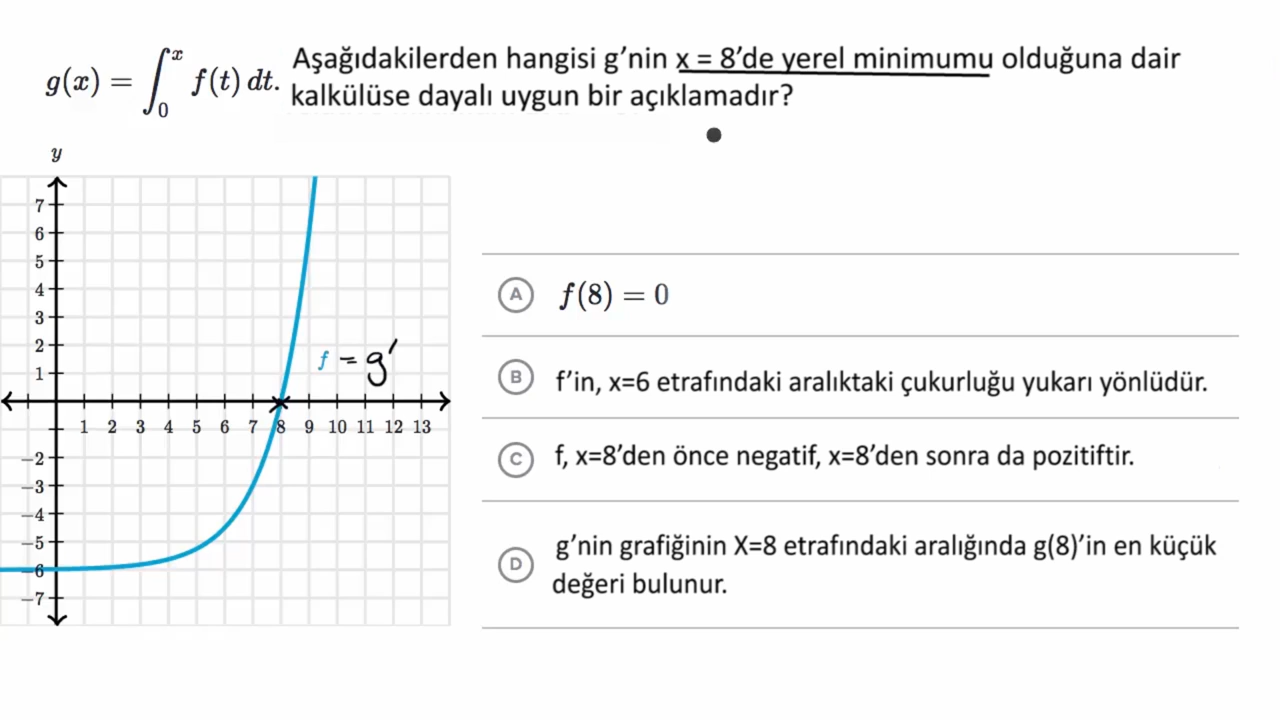 g(x) = ∫₀ˣ f(t) dt.
Aşağıdakilerden hangisi g’nin x = 8’de yerel minimumu olduğuna dair
kalkülüse dayalı uygun bir açıklamadır?
y
7
6
5
4
3
2
1
f = g′
1 2 3 4 5 6 7 8 9 10 11 12 13
−2
−3
−4
−5
−6
−7
A f(8) = 0
B f’in, x=6 etrafındaki aralıktaki çukurluğu yukarı yönlüdür.
C f, x=8’den önce negatif, x=8’den sonra da pozitiftir.
D g’nin grafiğinin X=8 etrafındaki aralığında g(8)’in en küçük
değeri bulunur.